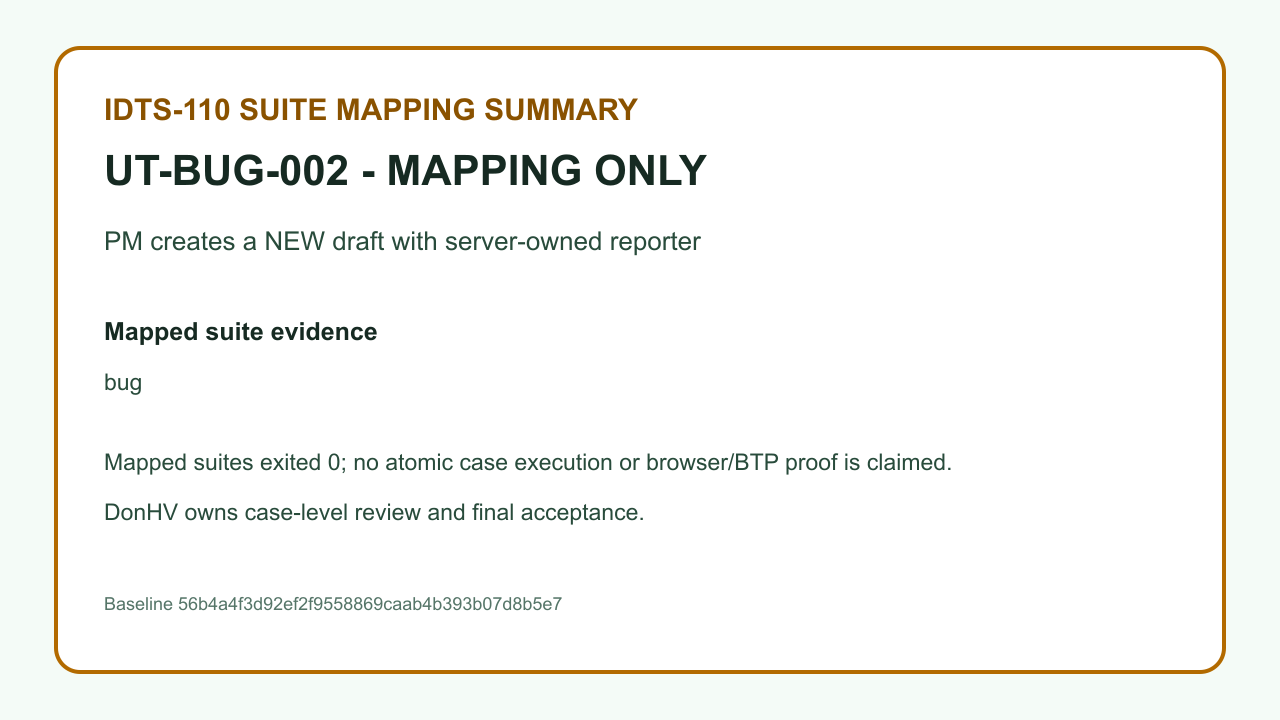 IDTS-110 SUITE MAPPING SUMMARY
UT-BUG-002 - MAPPING ONLY
PM creates a NEW draft with server-owned reporter
Mapped suite evidence
bug
Mapped suites exited 0; no atomic case execution or browser/BTP proof is claimed.
DonHV owns case-level review and final acceptance.
Baseline 56b4a4f3d92ef2f9558869caab4b393b07d8b5e7